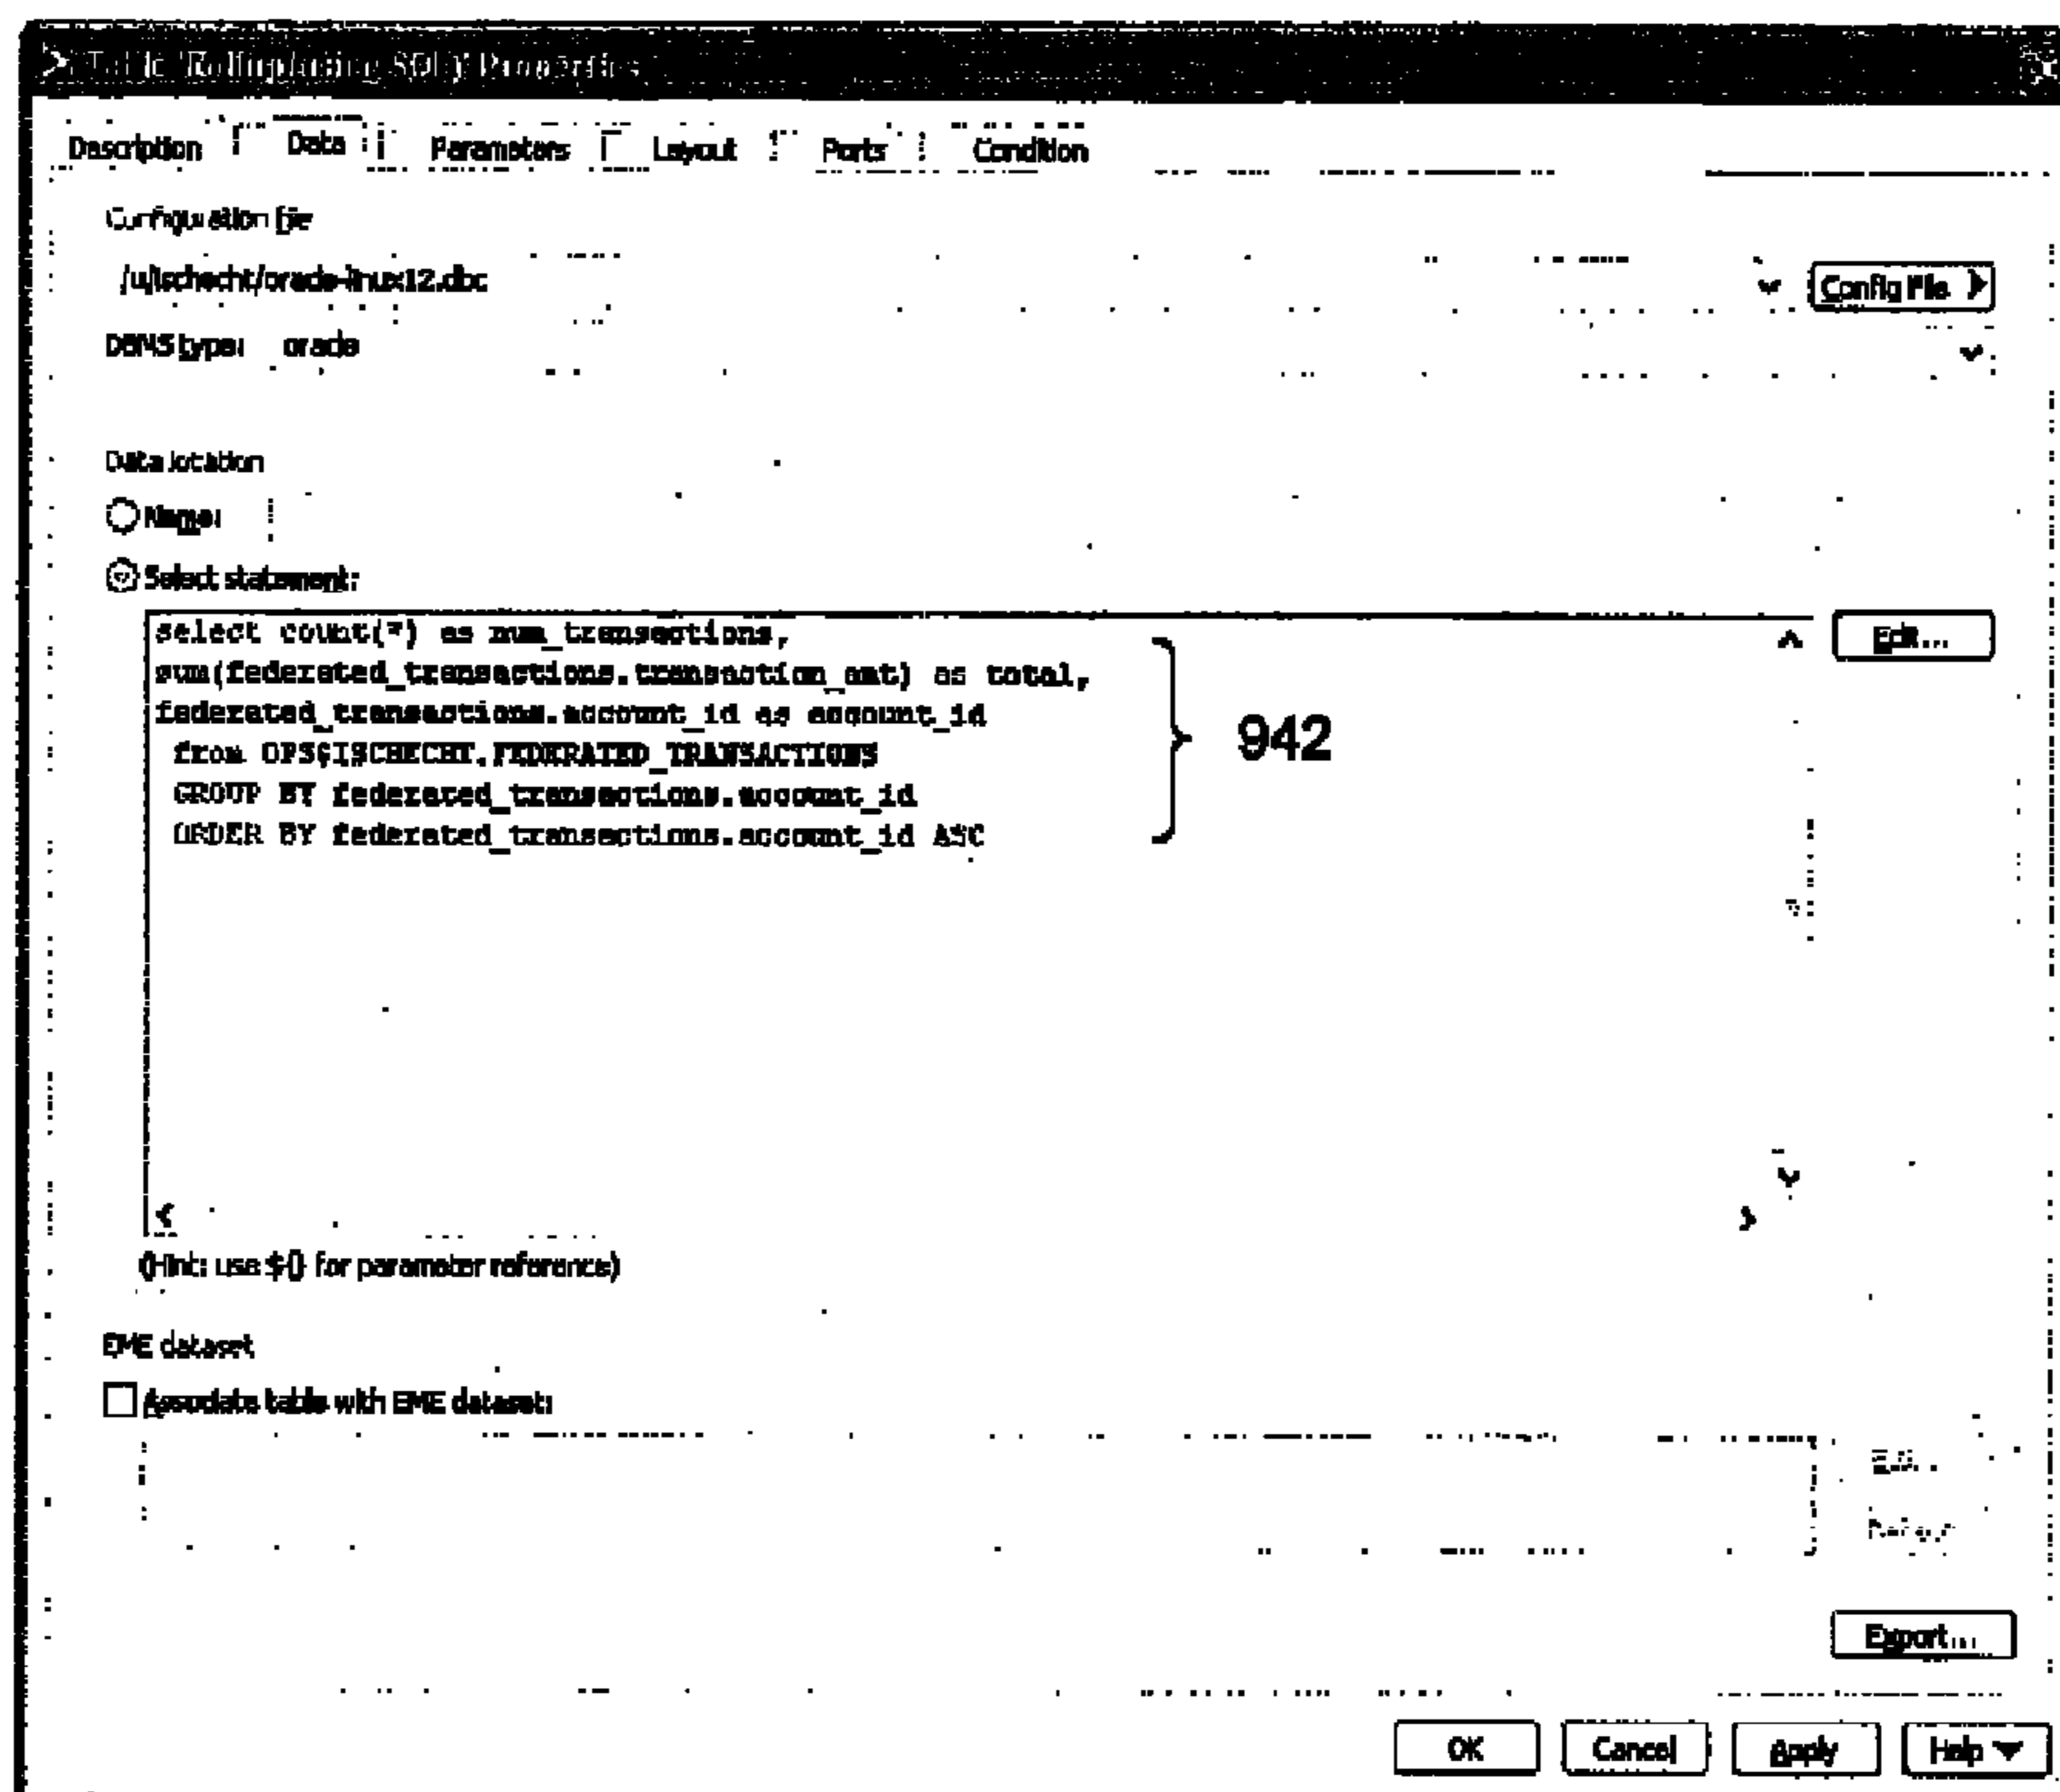 Description Data Parameters Layout Ports Condition
Configuration file
/u/ischecht/oracle-linux12.dbc Config File
DBMS type: oracle
Data location
Name:
Select statement:
select count(*) as num_transactions, Edit...
sum(federated_transactions.transaction_amt) as total,
federated_transactions.account_id as account_id
942
from OPS$ISCHECHT.FEDERATED_TRANSACTIONS
GROUP BY federated_transactions.account_id
ORDER BY federated_transactions.account_id ASC
(Hint: use ${} for parameter reference)
EME dataset
Associate table with EME dataset:
Export...
OK Cancel Apply Help